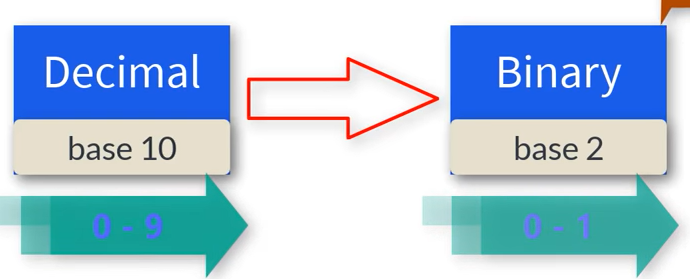 Decimal
base 10
0 - 9
Binary
base 2
0 - 1